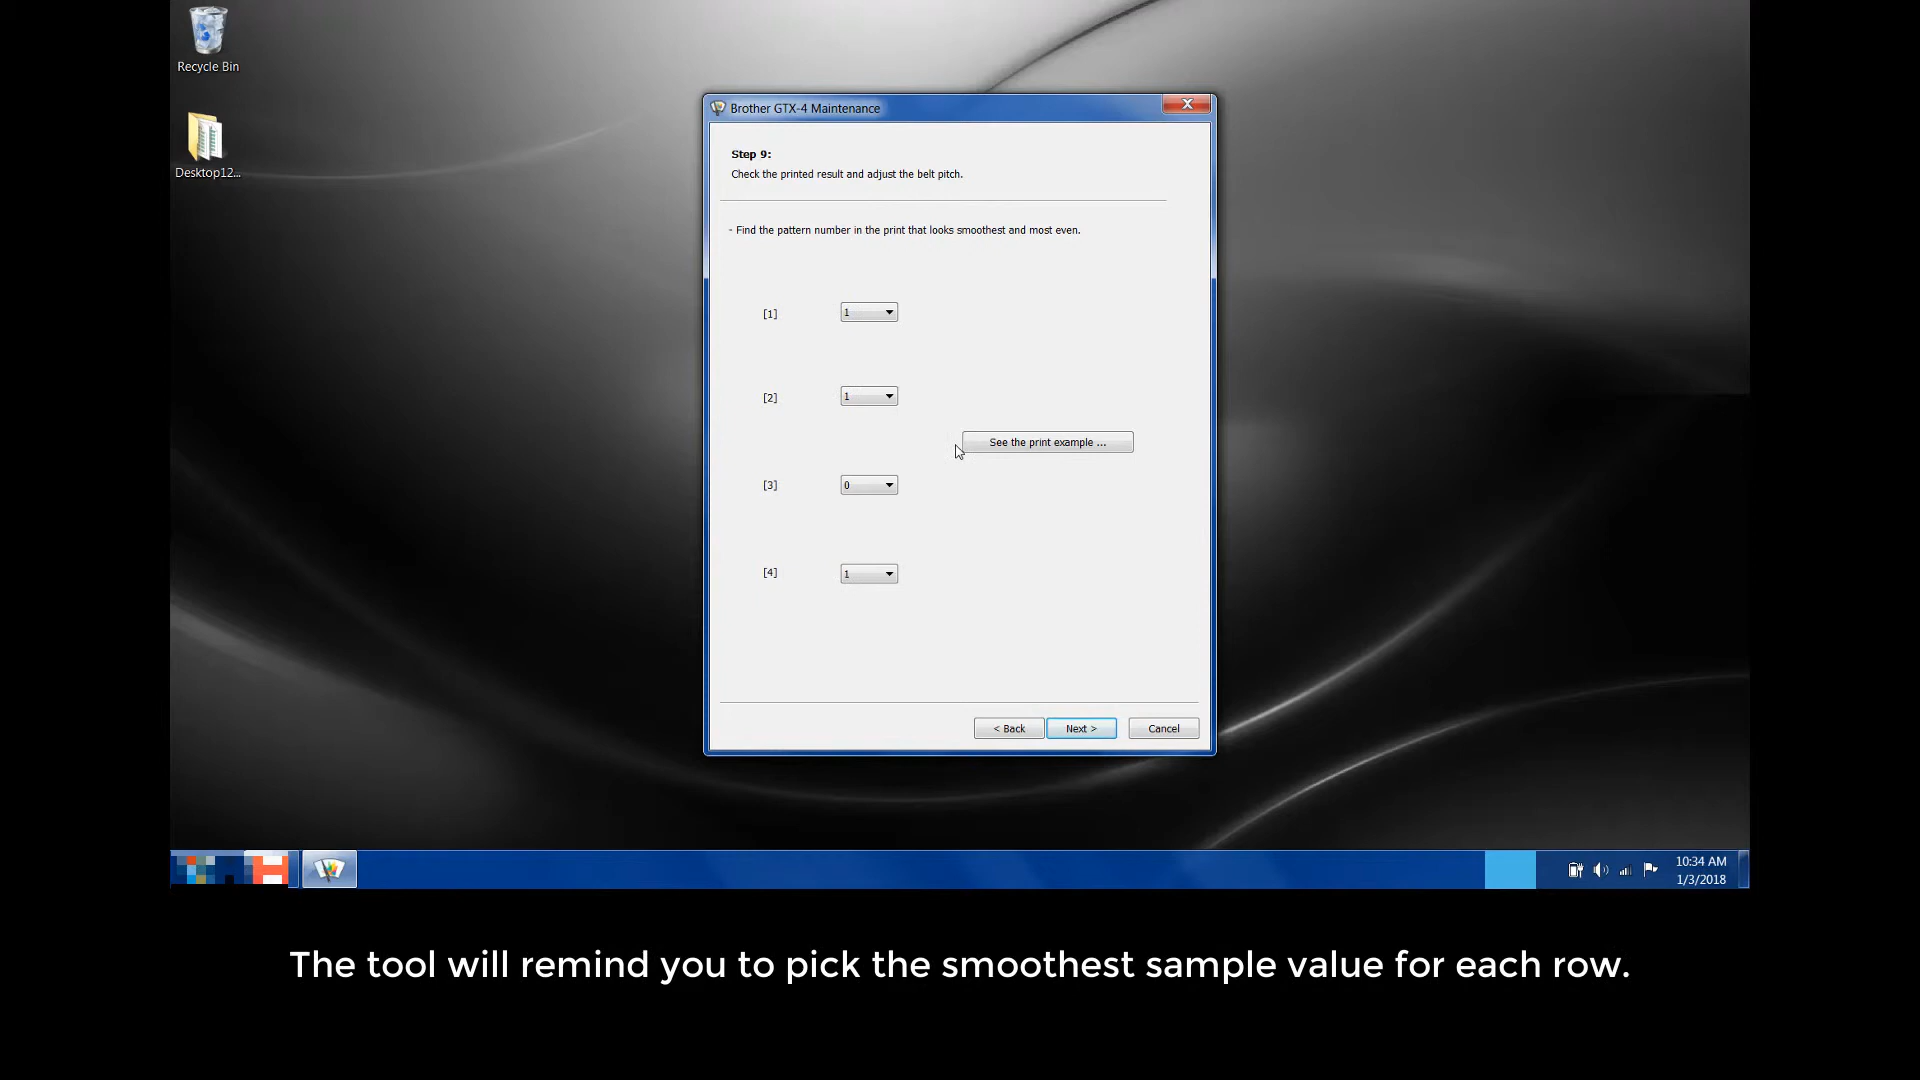 Recycle Bin
Desktop12...
Brother GTX-4 Maintenance
Step 9:
Check the printed result and adjust the belt pitch.
- Find the pattern number in the print that looks smoothest and most even.
[1] 1
[2] 1
See the print example ...
[3] 0
[4] 1
< Back Next > Cancel
10:34 AM
1/3/2018
The tool will remind you to pick the smoothest sample value for each row.